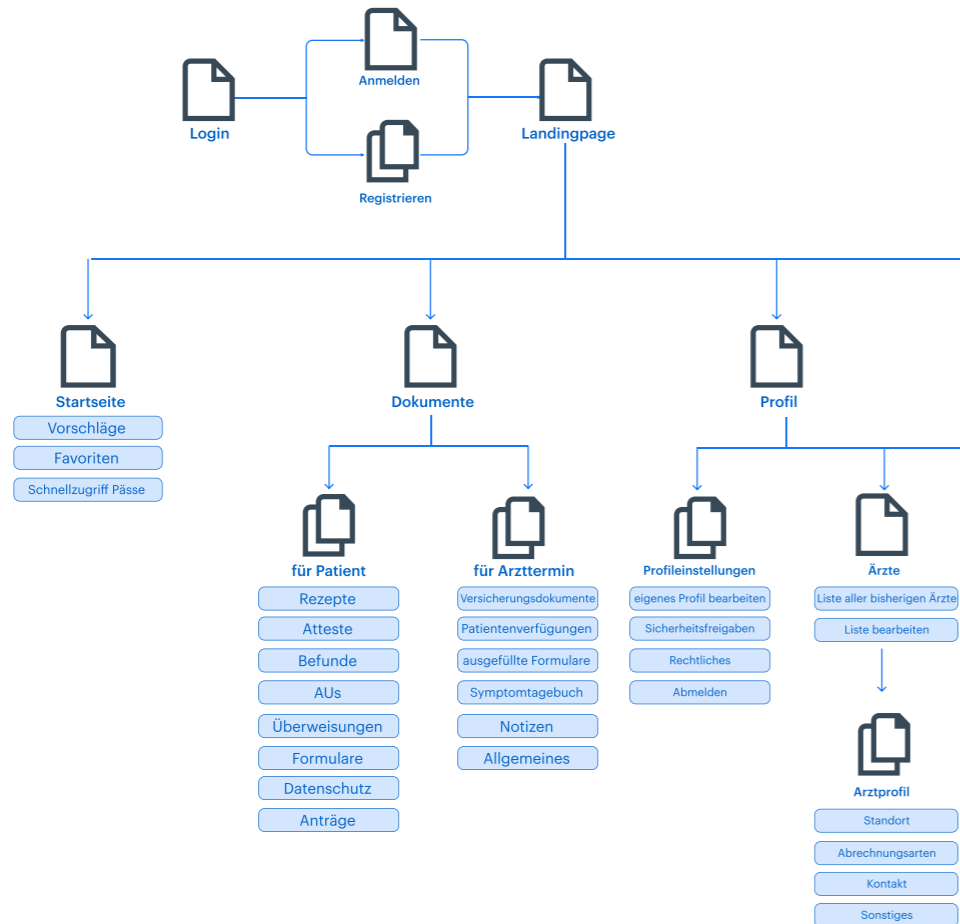 Anmelden
Login
Landingpage
Registrieren
Startseite
Vorschläge
Favoriten
Schnellzugriff Pässe
Dokumente
Profil
für Patient
Rezepte
Atteste
Befunde
AUs
Überweisungen
Formulare
Datenschutz
Anträge
für Arzttermin
Versicherungsdokumente
Patientenverfügungen
ausgefüllte Formulare
Symptomtagebuch
Notizen
Allgemeines
Profileinstellungen
eigenes Profil bearbeiten
Sicherheitsfreigaben
Rechtliches
Abmelden
Ärzte
Liste aller bisherigen Ärzte
Liste bearbeiten
Arztprofil
Standort
Abrechnungsarten
Kontakt
Sonstiges